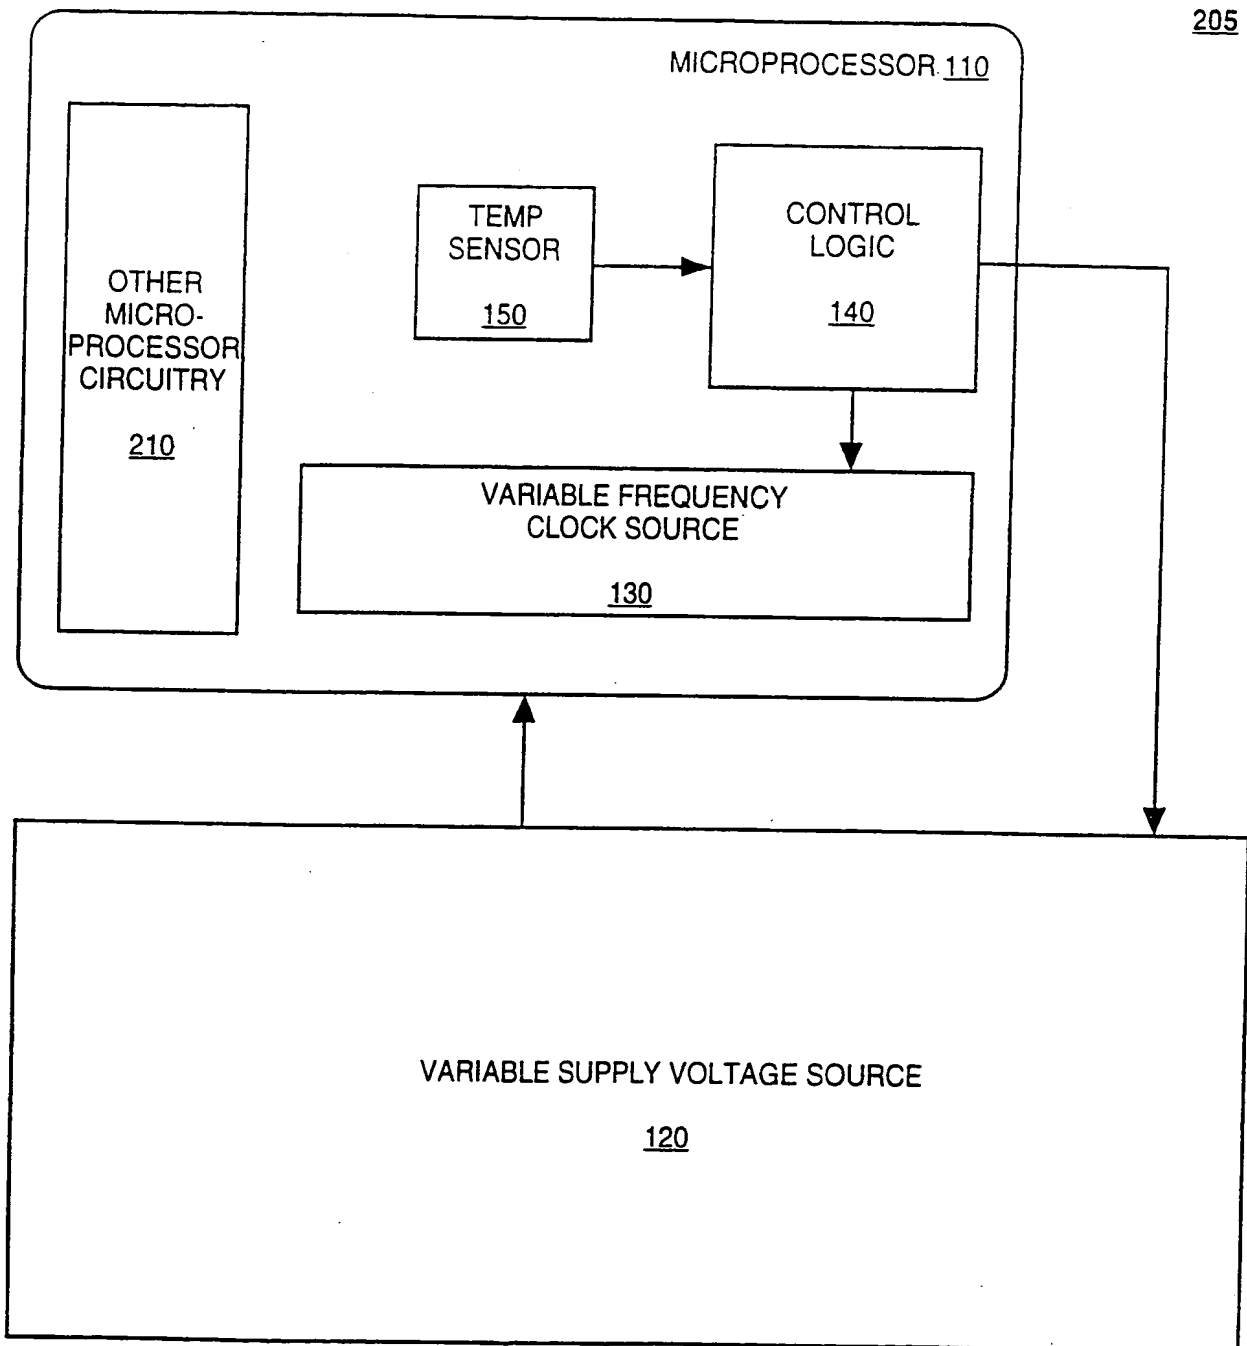 205
MICROPROCESSOR 110
TEMP
SENSOR
150
CONTROL
LOGIC
140
OTHER
MICRO-
PROCESSOR
CIRCUITRY
210
VARIABLE FREQUENCY
CLOCK SOURCE
130
VARIABLE SUPPLY VOLTAGE SOURCE
120